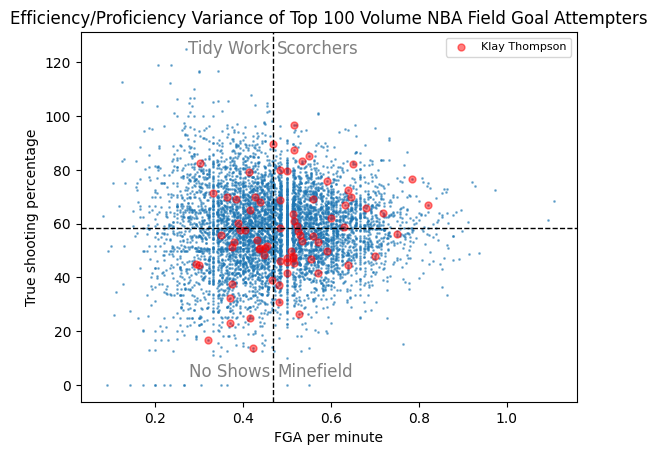 Efficiency/Proficiency Variance of Top 100 Volume NBA Field Goal Attempters
Klay Thompson
Tidy Work
Scorchers
120
100
80
60
40
20
0
True shooting percentage
No Shows
Minefield
0.2
0.4
0.6
0.8
1.0
FGA per minute